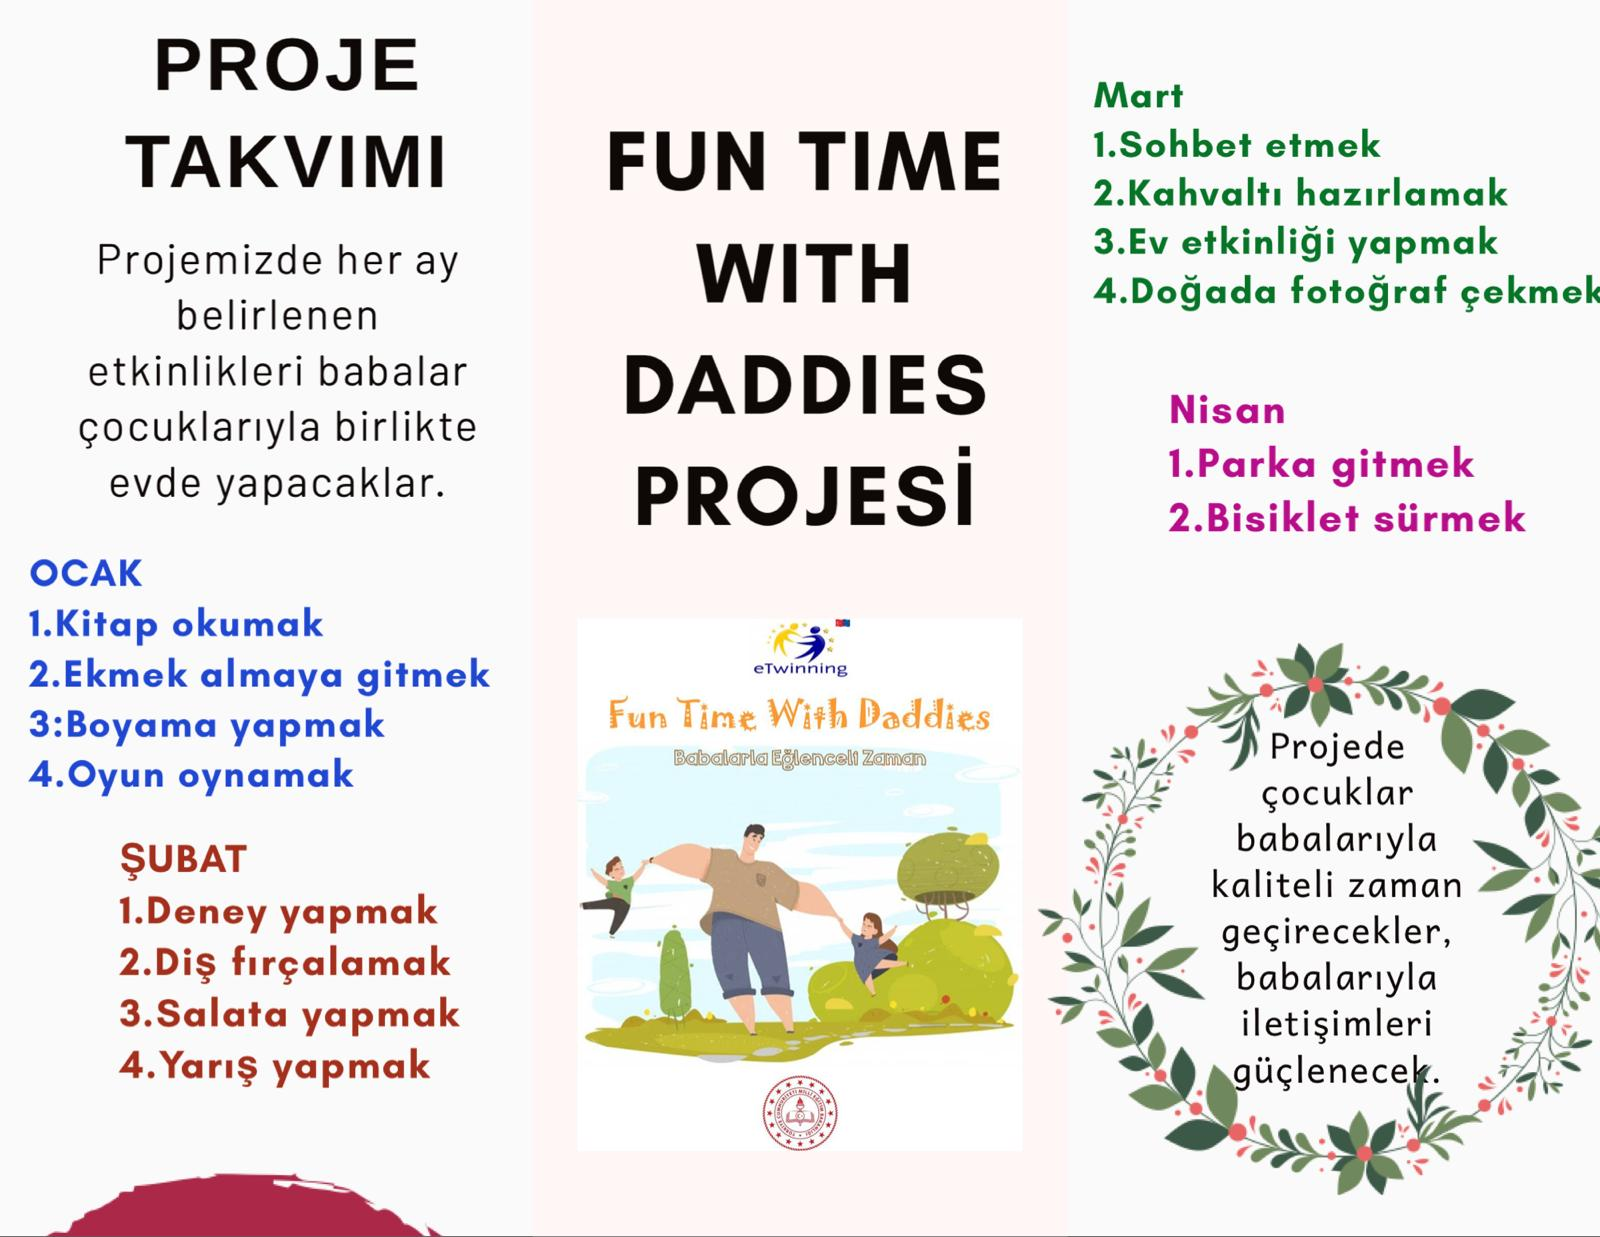 PROJE
TAKVIMI
Projemizde her ay
belirlenen
etkinlikleri babalar
çocuklarıyla birlikte
evde yapacaklar.
OCAK
1.Kitap okumak
2.Ekmek almaya gitmek
3:Boyama yapmak
4.Oyun oynamak
ŞUBAT
1.Deney yapmak
2.Diş fırçalamak
3.Salata yapmak
4.Yarış yapmak
FUN TIME
WITH
DADDIES
PROJESİ
eTwinning
Fun Time With Daddies
Babalarla Eğlenceli Zaman
Mart
1.Sohbet etmek
2.Kahvaltı hazırlamak
3.Ev etkinliği yapmak
4.Doğada fotoğraf çekmek
Nisan
1.Parka gitmek
2.Bisiklet sürmek
Projede
çocuklar
babalarıyla
kaliteli zaman
geçirecekler,
babalarıyla
iletişimleri
güçlenecek.